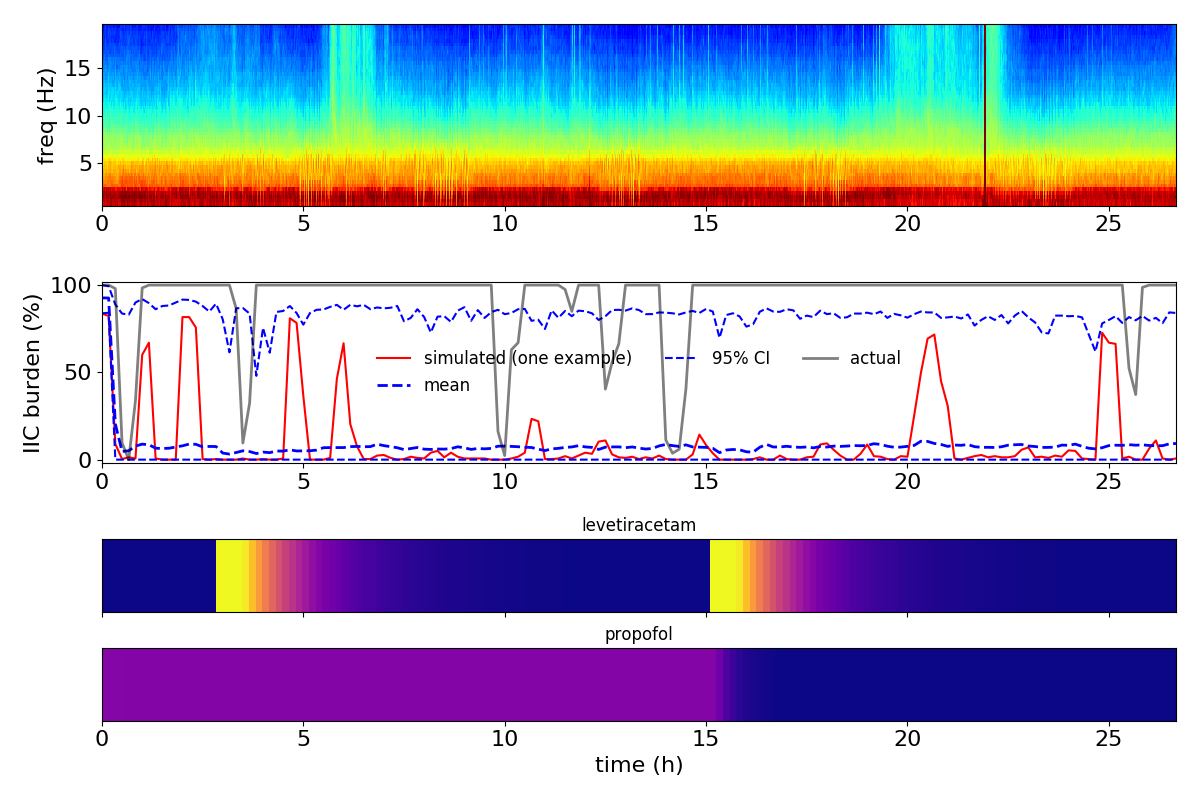 freq (Hz)
15
10
5
0 5 10 15 20 25
IIC burden (%)
100
50
0
simulated (one example) 95% CI actual
mean
0 5 10 15 20 25
levetiracetam
propofol
0 5 10 15 20 25
time (h)